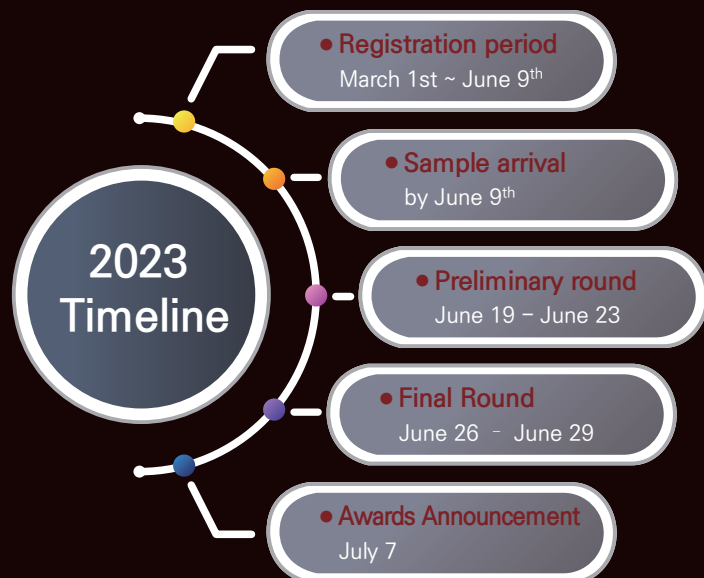 2023
Timeline
• Registration period
March 1st ~ June 9th
• Sample arrival
by June 9th
• Preliminary round
June 19 – June 23
• Final Round
June 26 - June 29
• Awards Announcement
July 7